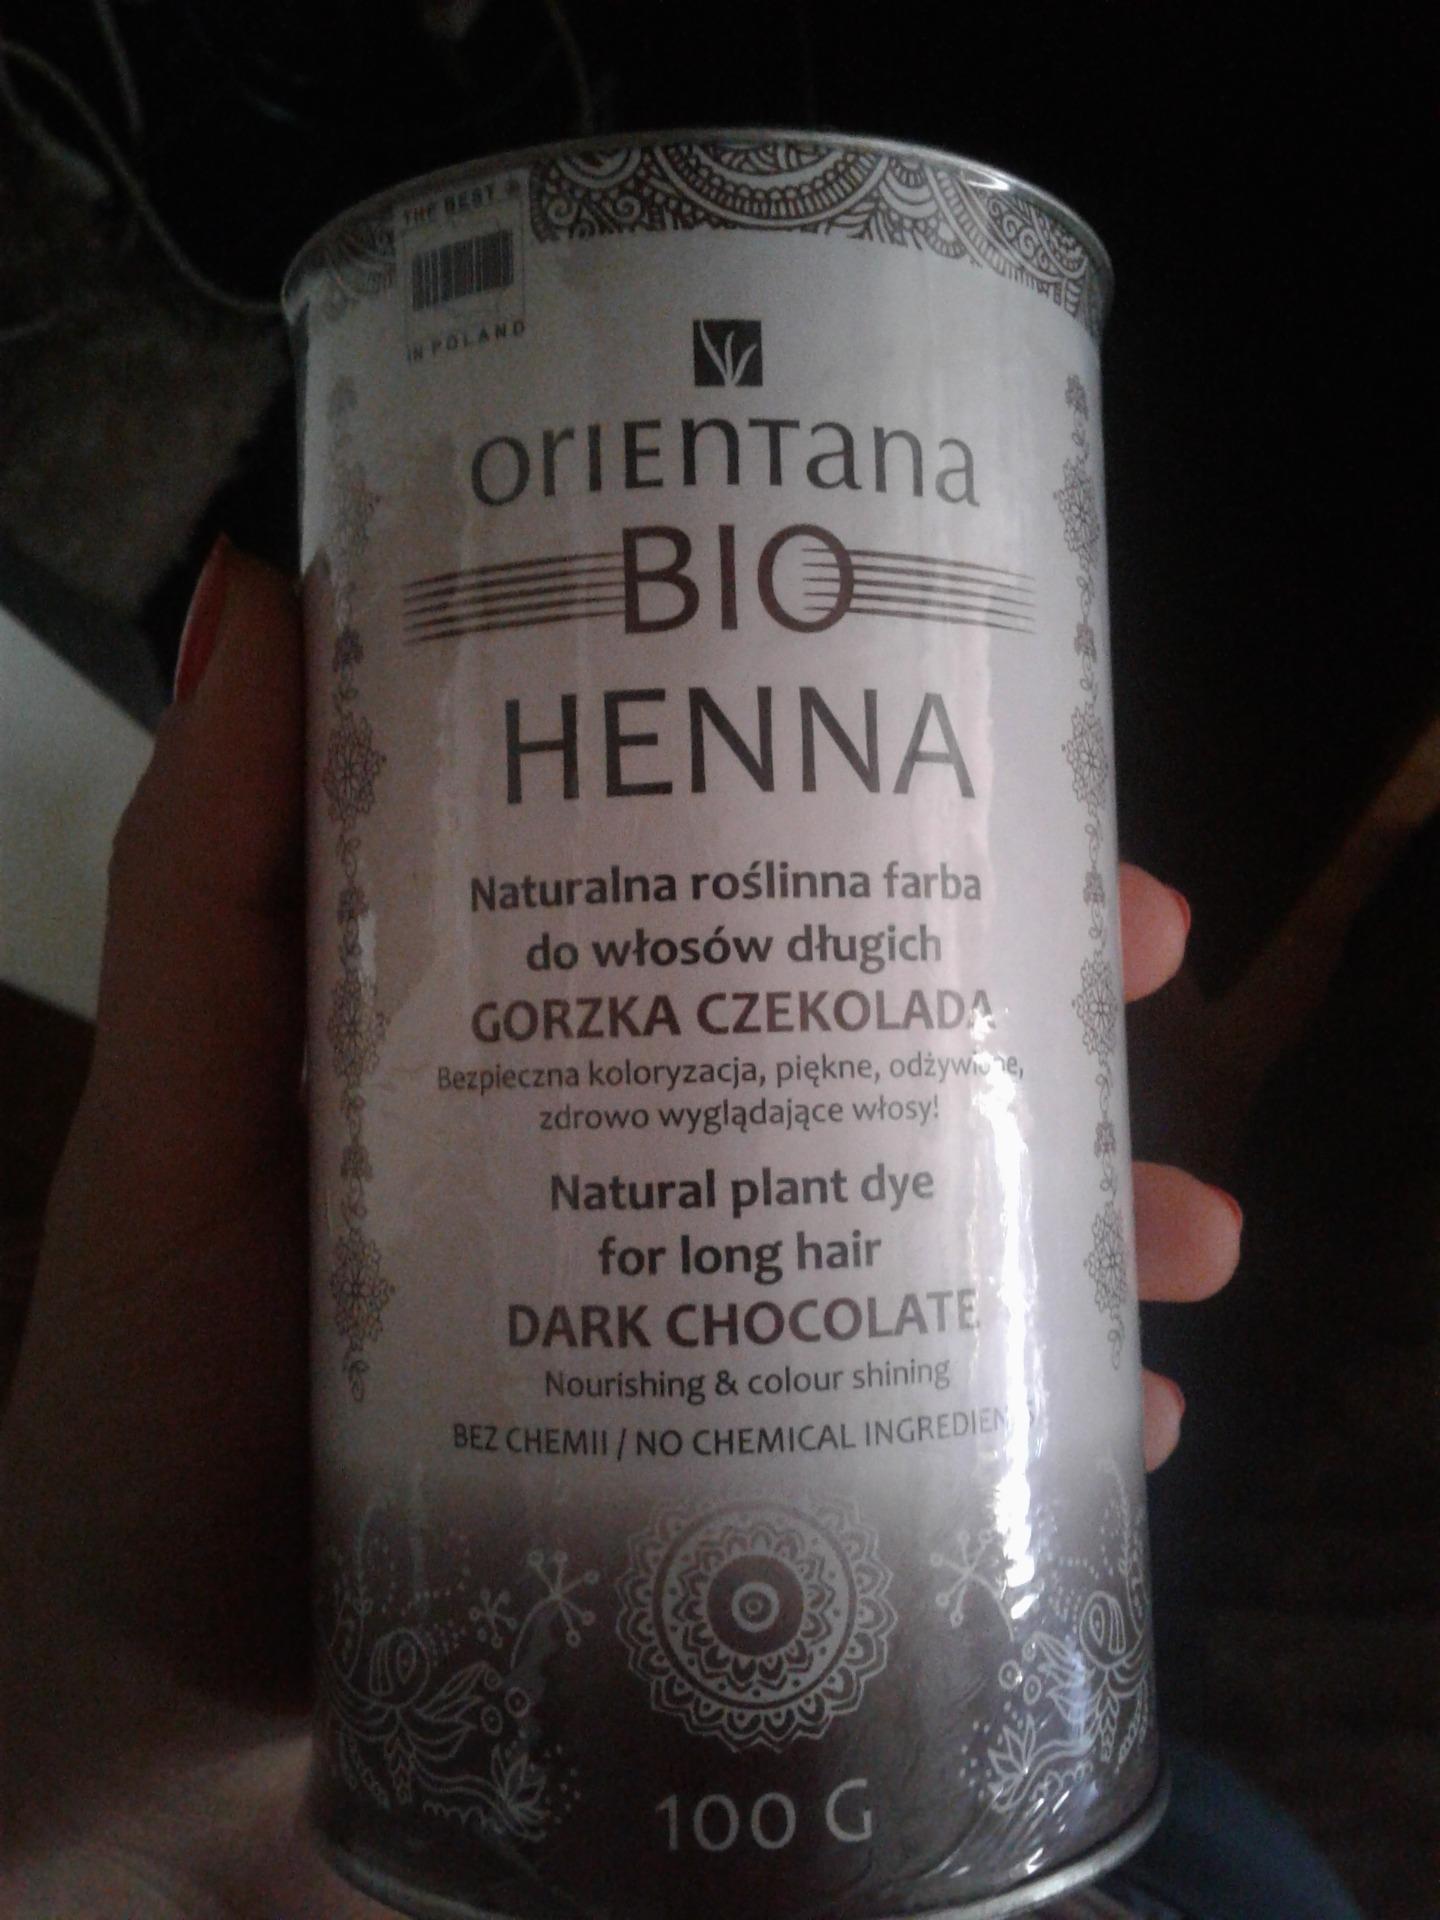 THE BEST
IN POLAND
orIEnTana
BIO
HENNA
Naturalna roślinna farba
do włosów długich
GORZKA CZEKOLADA
Bezpieczna koloryzacja, piękne, odżywione,
zdrowo wyglądające włosy!
Natural plant dye
for long hair
DARK CHOCOLATE
Nourishing & colour shining
BEZ CHEMII / NO CHEMICAL
100 G